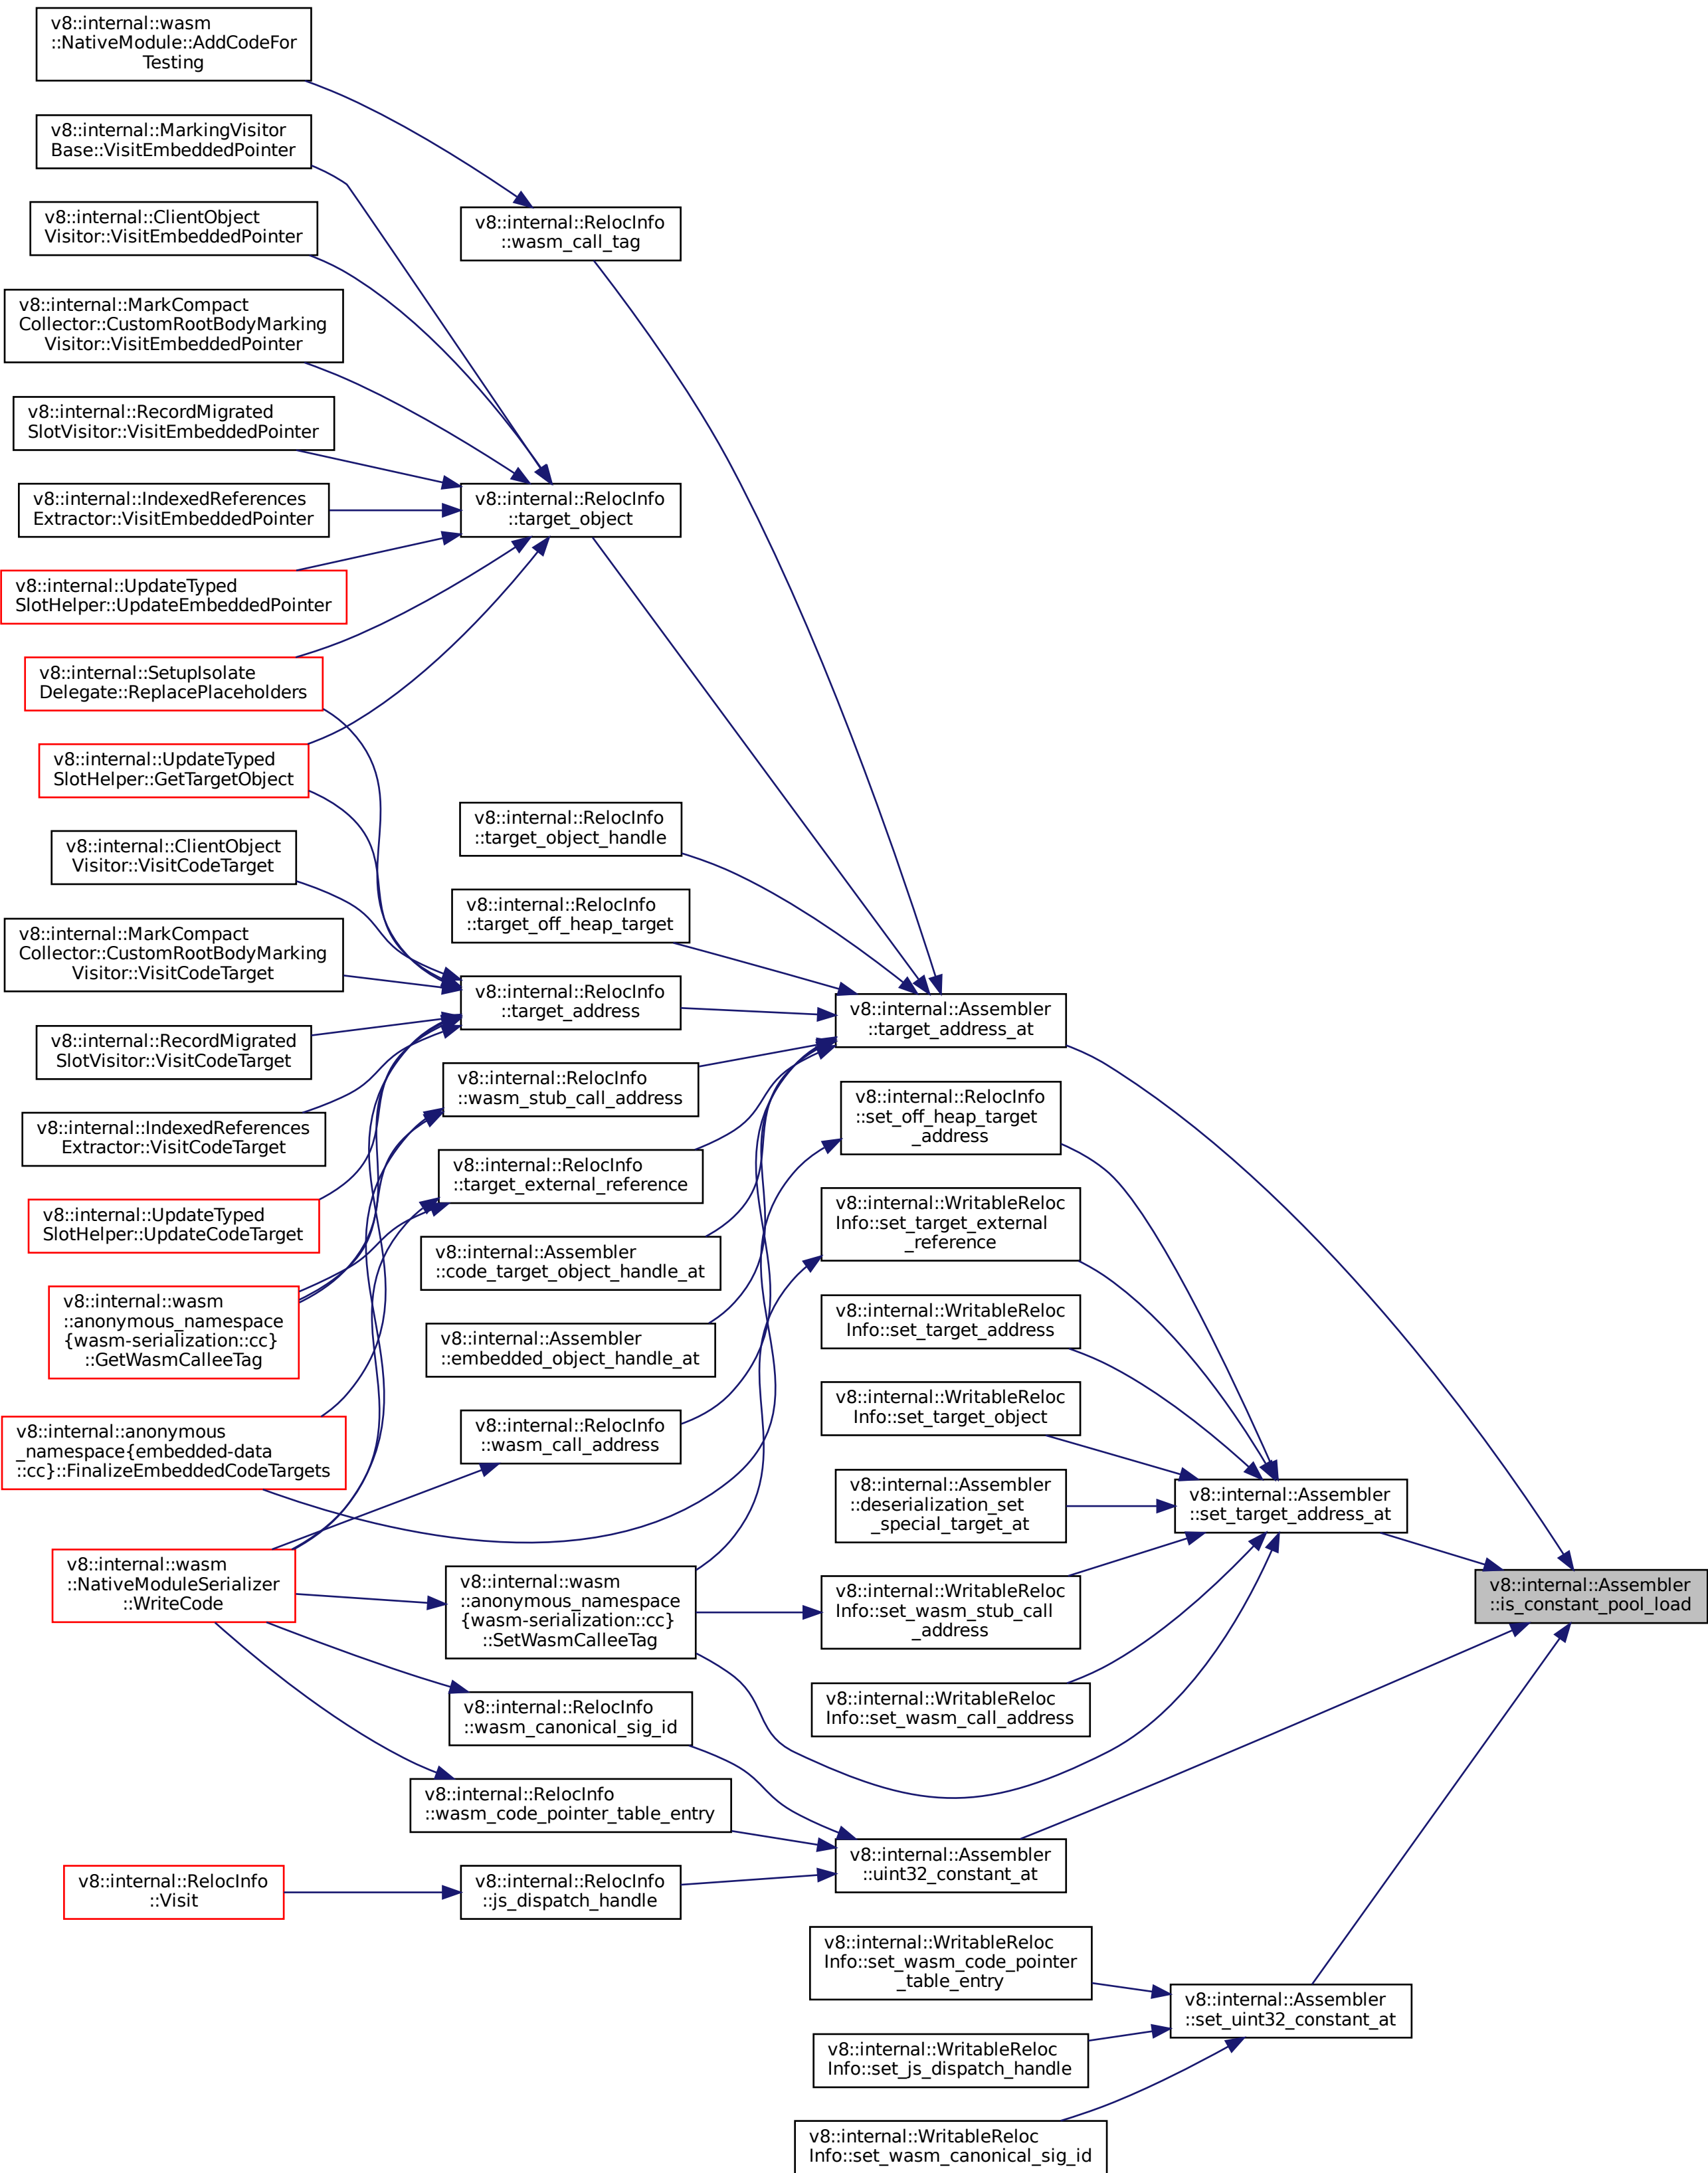 v8::internal::wasm
::NativeModule::AddCodeFor
Testing
v8::internal::MarkingVisitor
Base::VisitEmbeddedPointer
v8::internal::ClientObject
Visitor::VisitEmbeddedPointer
v8::internal::MarkCompact
Collector::CustomRootBodyMarking
Visitor::VisitEmbeddedPointer
v8::internal::RecordMigrated
SlotVisitor::VisitEmbeddedPointer
v8::internal::IndexedReferences
Extractor::VisitEmbeddedPointer
v8::internal::UpdateTyped
SlotHelper::UpdateEmbeddedPointer
v8::internal::SetupIsolate
Delegate::ReplacePlaceholders
v8::internal::UpdateTyped
SlotHelper::GetTargetObject
v8::internal::ClientObject
Visitor::VisitCodeTarget
v8::internal::MarkCompact
Collector::CustomRootBodyMarking
Visitor::VisitCodeTarget
v8::internal::RecordMigrated
SlotVisitor::VisitCodeTarget
v8::internal::IndexedReferences
Extractor::VisitCodeTarget
v8::internal::UpdateTyped
SlotHelper::UpdateCodeTarget
v8::internal::wasm
::anonymous_namespace
{wasm-serialization::cc}
::GetWasmCalleeTag
v8::internal::anonymous
_namespace{embedded-data
::cc}::FinalizeEmbeddedCodeTargets
v8::internal::wasm
::NativeModuleSerializer
::WriteCode
v8::internal::RelocInfo
::Visit
v8::internal::RelocInfo
::wasm_call_tag
v8::internal::RelocInfo
::target_object
v8::internal::RelocInfo
::target_object_handle
v8::internal::RelocInfo
::target_off_heap_target
v8::internal::RelocInfo
::target_address
v8::internal::RelocInfo
::wasm_stub_call_address
v8::internal::RelocInfo
::target_external_reference
v8::internal::Assembler
::code_target_object_handle_at
v8::internal::Assembler
::embedded_object_handle_at
v8::internal::RelocInfo
::wasm_call_address
v8::internal::wasm
::anonymous_namespace
{wasm-serialization::cc}
::SetWasmCalleeTag
v8::internal::RelocInfo
::wasm_canonical_sig_id
v8::internal::RelocInfo
::wasm_code_pointer_table_entry
v8::internal::RelocInfo
::js_dispatch_handle
v8::internal::Assembler
::target_address_at
v8::internal::RelocInfo
::set_off_heap_target
_address
v8::internal::WritableReloc
Info::set_target_external
_reference
v8::internal::WritableReloc
Info::set_target_address
v8::internal::WritableReloc
Info::set_target_object
v8::internal::Assembler
::deserialization_set
_special_target_at
v8::internal::WritableReloc
Info::set_wasm_stub_call
_address
v8::internal::WritableReloc
Info::set_wasm_call_address
v8::internal::Assembler
::uint32_constant_at
v8::internal::WritableReloc
Info::set_wasm_code_pointer
_table_entry
v8::internal::WritableReloc
Info::set_js_dispatch_handle
v8::internal::WritableReloc
Info::set_wasm_canonical_sig_id
v8::internal::Assembler
::set_target_address_at
v8::internal::Assembler
::set_uint32_constant_at
v8::internal::Assembler
::is_constant_pool_load